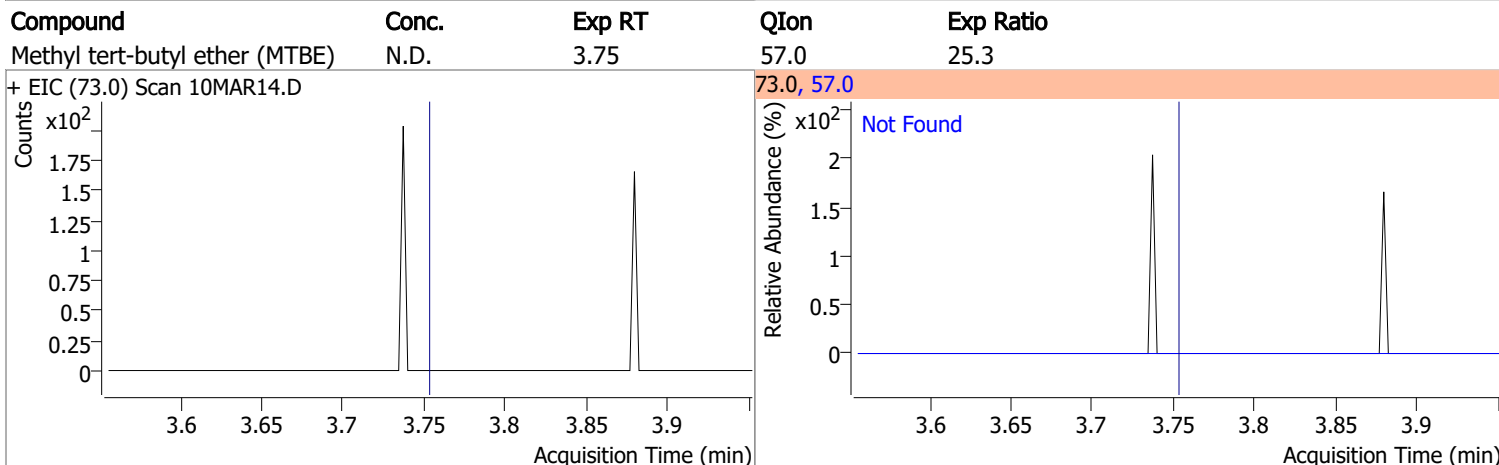 Compound Conc. Exp RT QIon Exp Ratio
Methyl tert-butyl ether (MTBE) N.D. 3.75 57.0 25.3
+ EIC (73.0) Scan 10MAR14.D
Counts
x10²
1.75
1.5
1.25
1
0.75
0.5
0.25
0
3.6 3.65 3.7 3.75 3.8 3.85 3.9
Acquisition Time (min)
73.0, 57.0
Relative Abundance (%)
x10²
Not Found
2
1.5
1
0.5
0
3.6 3.65 3.7 3.75 3.8 3.85 3.9
Acquisition Time (min)